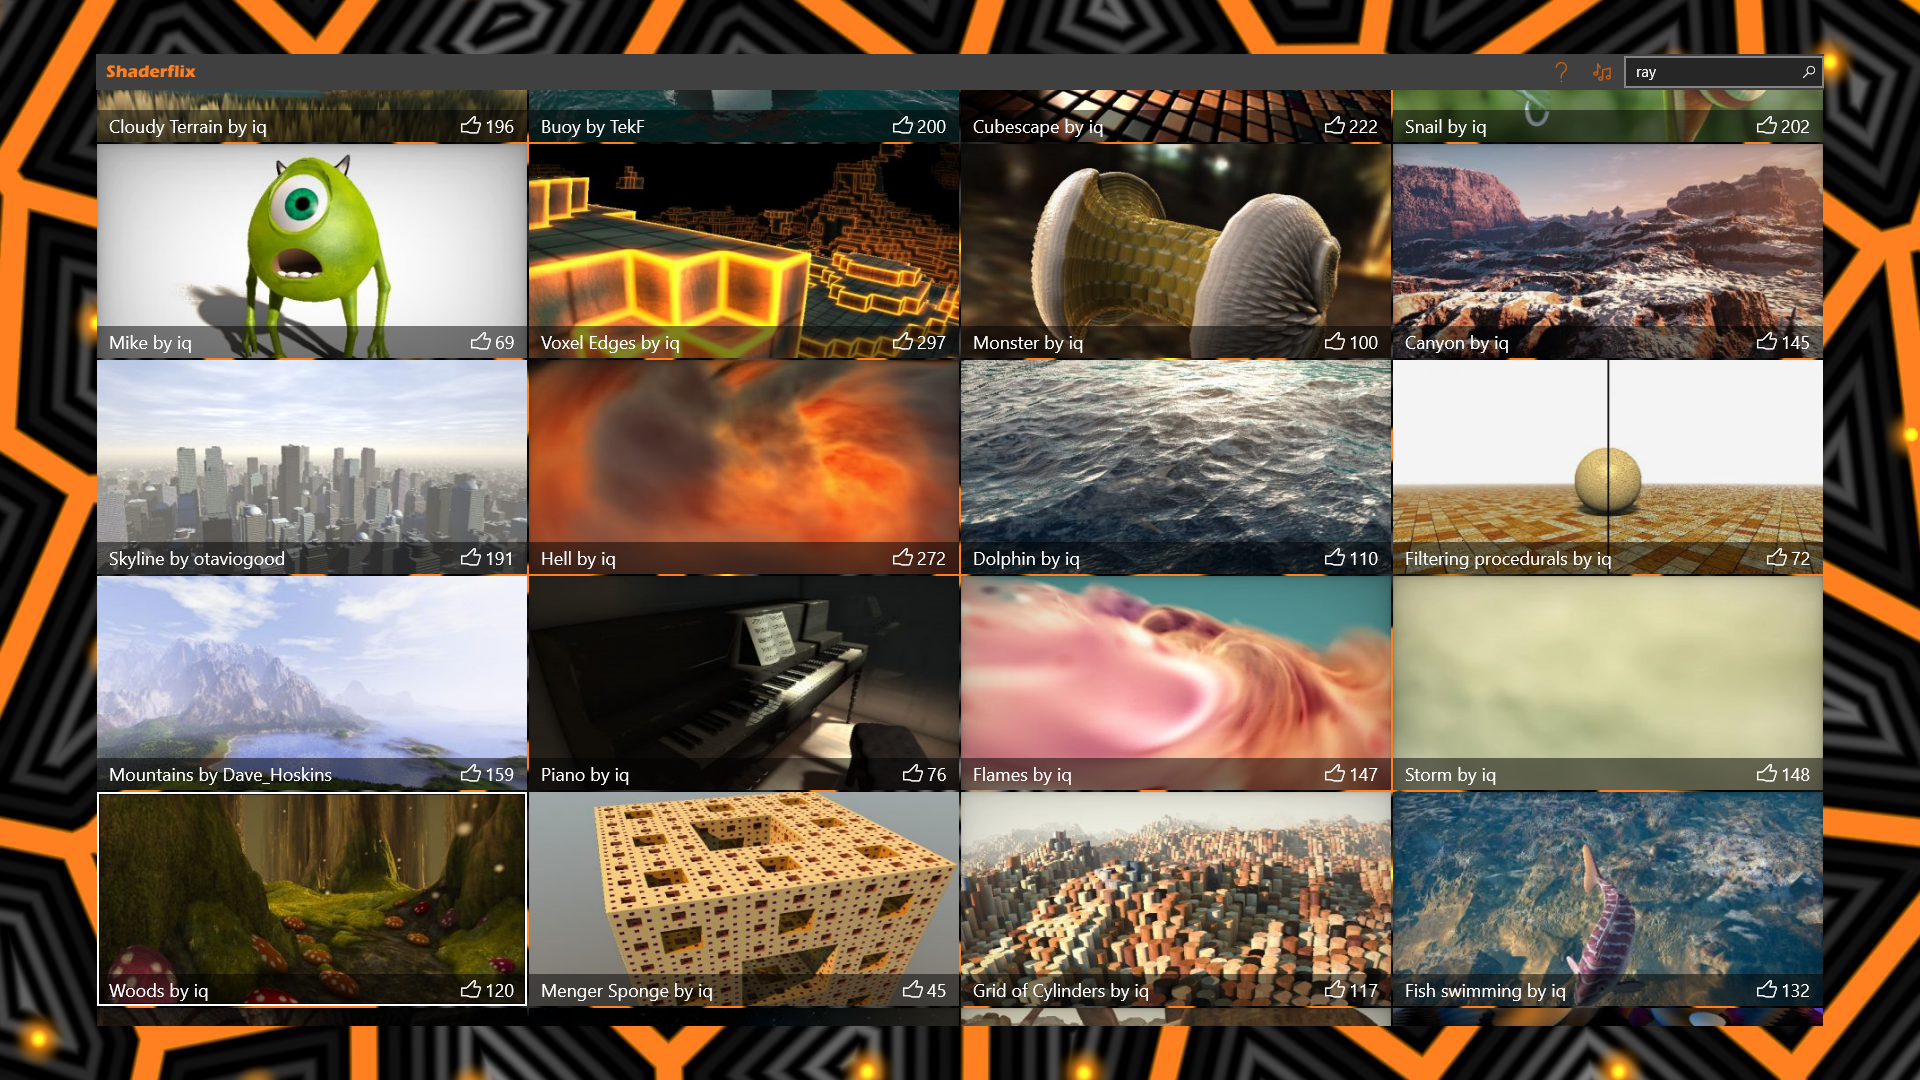 Shaderflix
ray
Cloudy Terrain by iq 196
Buoy by TekF 200
Cubescape by iq 222
Snail by iq 202
Mike by iq 69
Voxel Edges by iq 297
Monster by iq 100
Canyon by iq 145
Skyline by otaviogood 191
Hell by iq 272
Dolphin by iq 110
Filtering procedurals by iq 72
Mountains by Dave_Hoskins 159
Piano by iq 76
Flames by iq 147
Storm by iq 148
Woods by iq 120
Menger Sponge by iq 45
Grid of Cylinders by iq 117
Fish swimming by iq 132